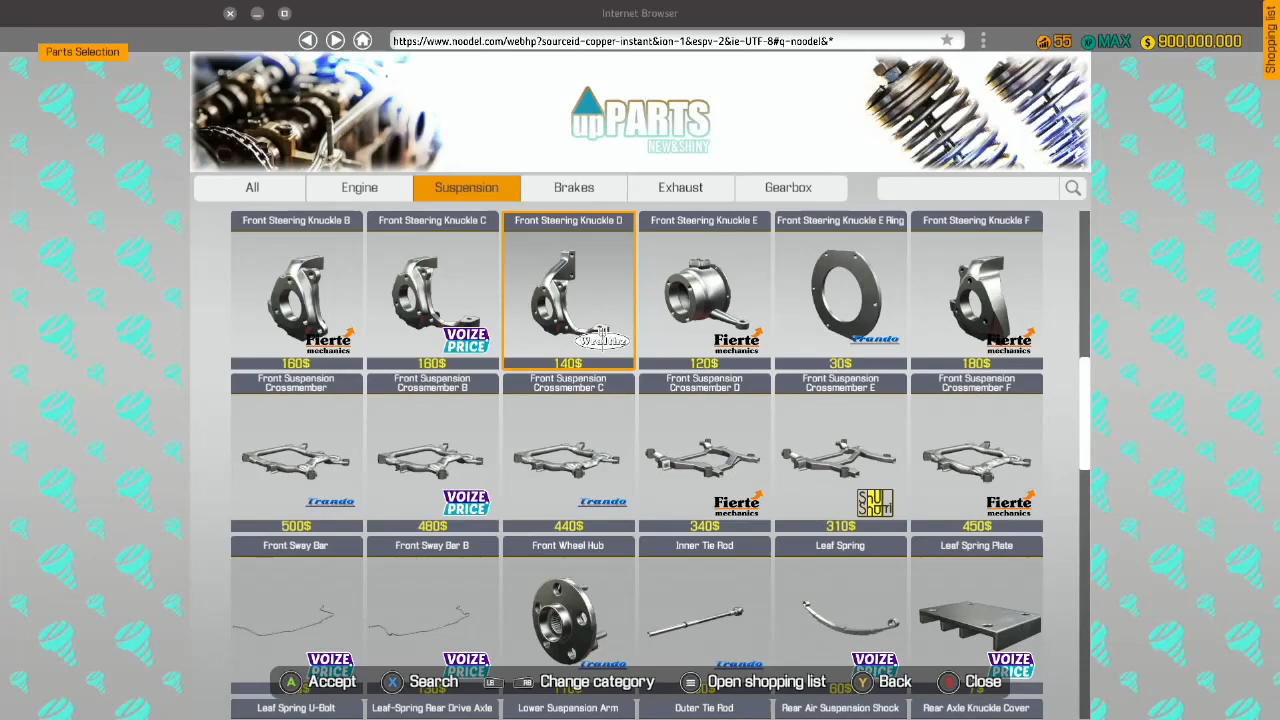 Internet Browser
Parts Selection
https://www.noodel.com/webhp?sourceid-copper-instant&ion-1&espv-2&ie-UTF-8#q-noodel&*
55
MAX
$ 900,000,000
Shopping list
upPARTS
NEW&SHINY
All
Engine
Suspension
Brakes
Exhaust
Gearbox
Front Steering Knuckle B
Front Steering Knuckle C
Front Steering Knuckle D
Front Steering Knuckle E
Front Steering Knuckle E Ring
Front Steering Knuckle F
Fierte
mechanics
VOIZE
PRICE
Fierte
mechanics
Trando
Fierte
mechanics
160$
160$
140$
120$
30$
180$
Front Suspension
Crossmember
Front Suspension
Crossmember B
Front Suspension
Crossmember C
Front Suspension
Crossmember D
Front Suspension
Crossmember E
Front Suspension
Crossmember F
Trando
VOIZE
PRICE
Trando
Fierte
mechanics
Fierte
mechanics
500$
480$
440$
340$
310$
450$
Front Sway Bar
Front Sway Bar B
Front Wheel Hub
Inner Tie Rod
Leaf Spring
Leaf Spring Plate
VOIZE
PRICE
VOIZE
PRICE
Trando
Trando
VOIZE
PRICE
VOIZE
PRICE
A Accept
X Search
LB RB Change category
Open shopping list
Y Back
B Close
Leaf Spring U-Bolt
Leaf-Spring Rear Drive Axle
Lower Suspension Arm
Outer Tie Rod
Rear Air Suspension Shock
Rear Axle Knuckle Cover